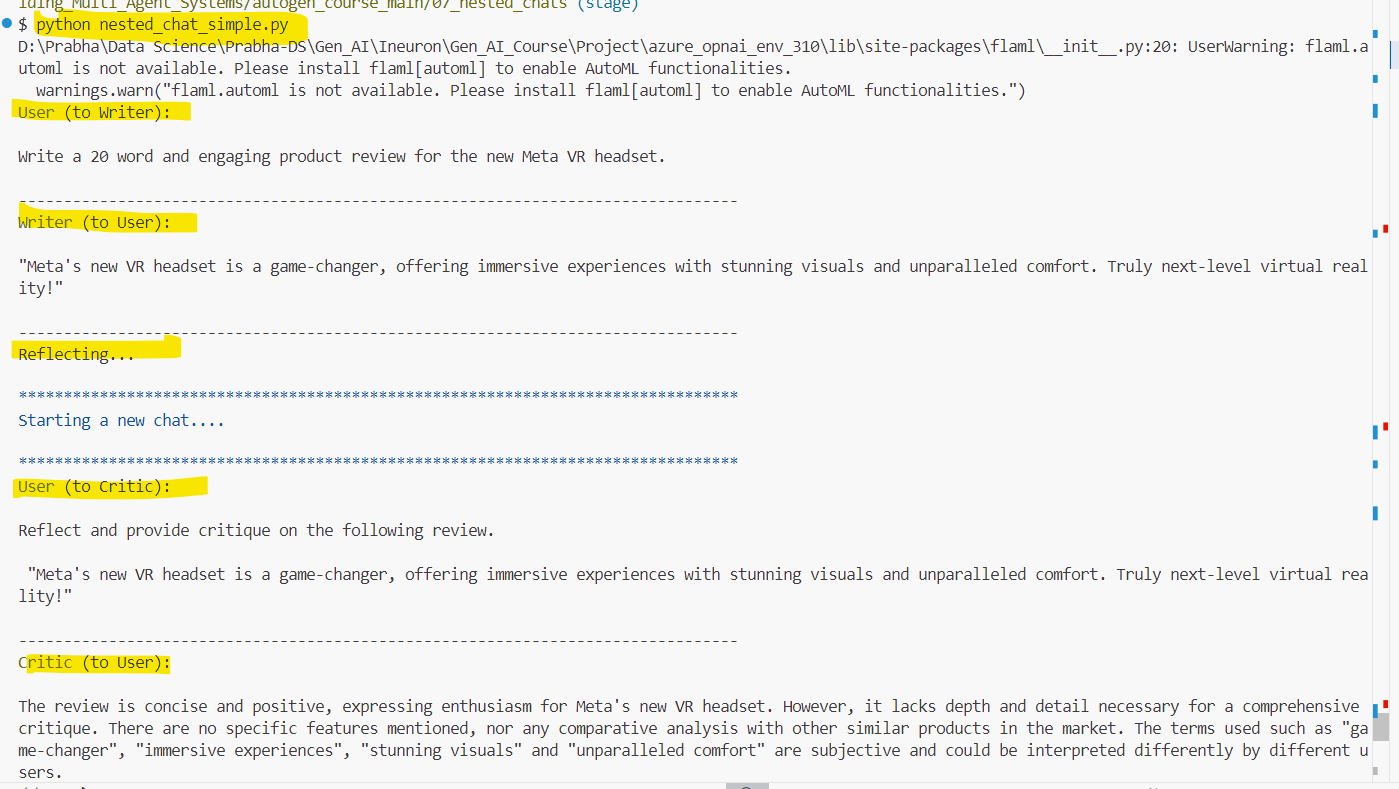 iding_Multi_Agent_Systems/autogen_course_main/07_nested_chats (stage)
$ python nested_chat_simple.py
D:\Prabha\Data Science\Prabha-DS\Gen_AI\Ineuron\Gen_AI_Course\Project\azure_opnai_env_310\lib\site-packages\flaml\__init__.py:20: UserWarning: flaml.a
utoml is not available. Please install flaml[automl] to enable AutoML functionalities.
  warnings.warn("flaml.automl is not available. Please install flaml[automl] to enable AutoML functionalities.")
User (to Writer):
Write a 20 word and engaging product review for the new Meta VR headset.
--------------------------------------------------------------------------------
Writer (to User):
"Meta's new VR headset is a game-changer, offering immersive experiences with stunning visuals and unparalleled comfort. Truly next-level virtual real
ity!"
--------------------------------------------------------------------------------
Reflecting...
********************************************************************************
Starting a new chat....
********************************************************************************
User (to Critic):
Reflect and provide critique on the following review.
 "Meta's new VR headset is a game-changer, offering immersive experiences with stunning visuals and unparalleled comfort. Truly next-level virtual rea
lity!"
--------------------------------------------------------------------------------
Critic (to User):
The review is concise and positive, expressing enthusiasm for Meta's new VR headset. However, it lacks depth and detail necessary for a comprehensive
critique. There are no specific features mentioned, nor any comparative analysis with other similar products in the market. The terms used such as "ga
me-changer", "immersive experiences", "stunning visuals" and "unparalleled comfort" are subjective and could be interpreted differently by different u
sers.